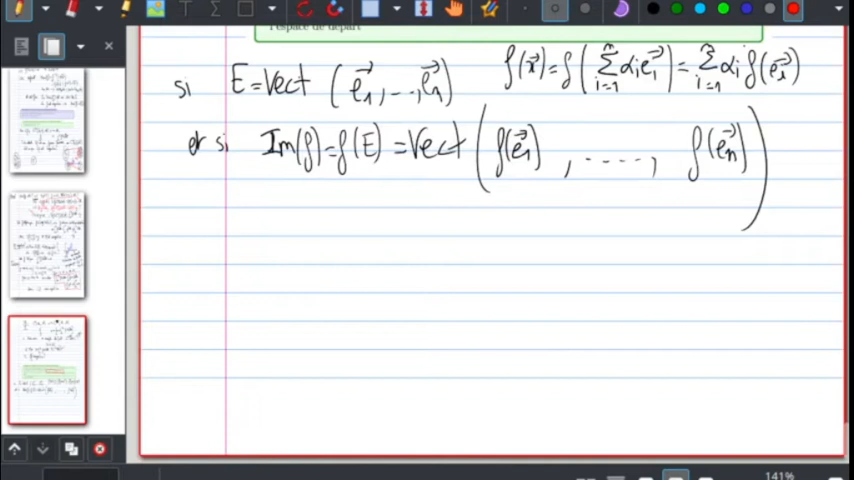 l'espace de départ
si E = Vect (e⃗₁, ..., e⃗ₙ) f(x⃗) = f(∑ᵢ₌₁ⁿ αᵢe⃗ᵢ) = ∑ᵢ₌₁ⁿ αᵢ f(e⃗ᵢ)
et si Im(f) = f(E) = Vect (f(e⃗₁), ....., f(e⃗ₙ))
141%